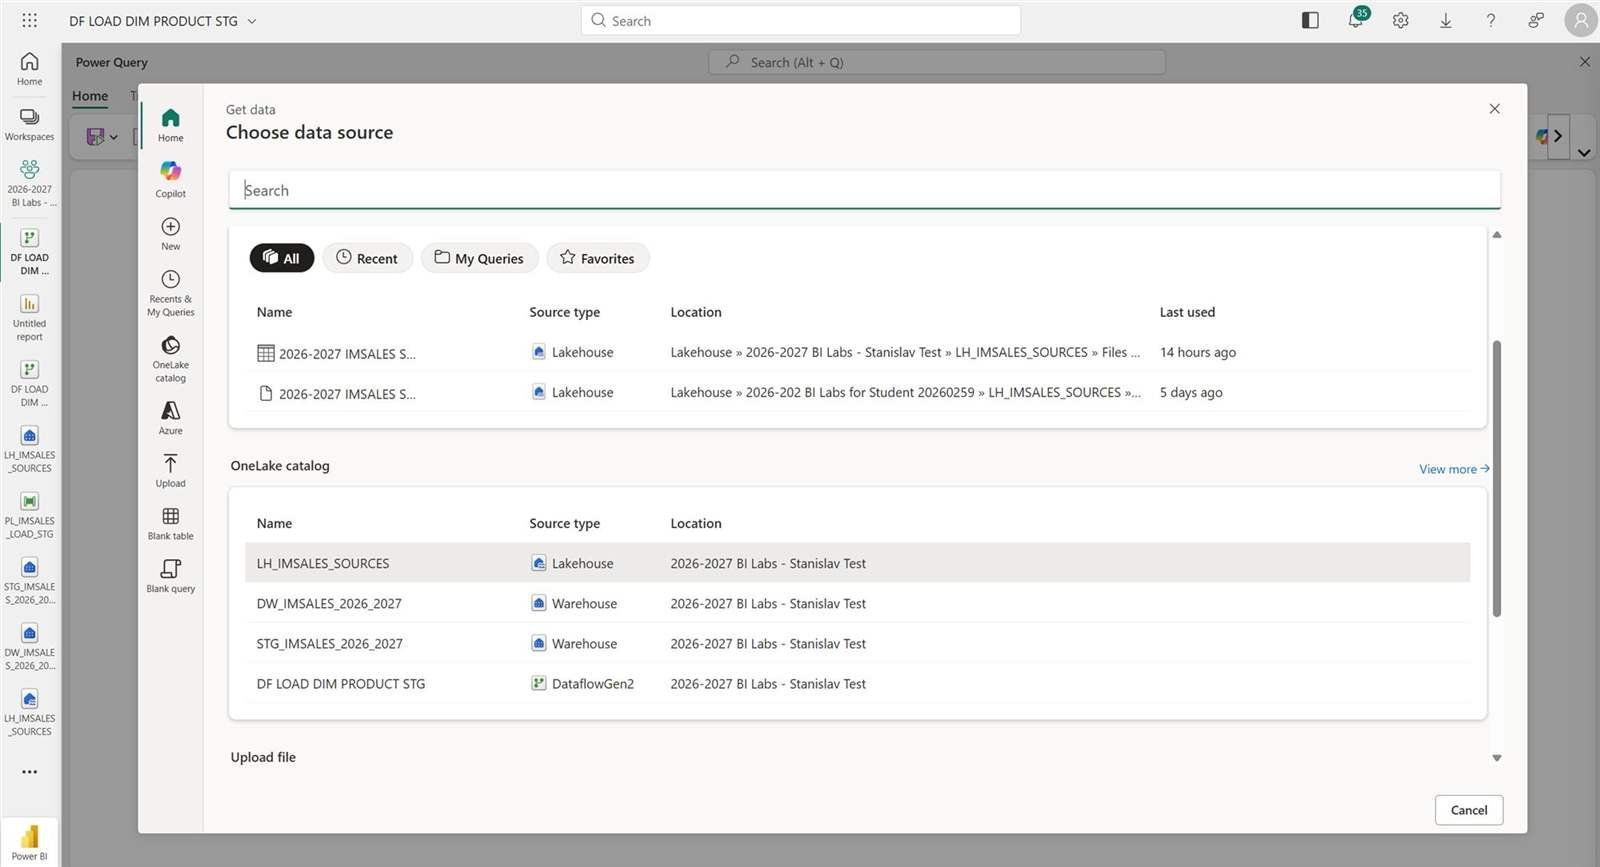 DF LOAD DIM PRODUCT STG
Search
35
Home
Workspaces
2026-2027
BI Labs - ...
DF LOAD
DIM ...
Untitled
report
DF LOAD
DIM ...
LH_IMSALES
_SOURCES
PL_IMSALES
_LOAD_STG
STG_IMSALE
S_2026_20...
DW_IMSALE
S_2026_20...
LH_IMSALES
_SOURCES
Power BI
Power Query
Search (Alt + Q)
Home
Home
Copilot
New
Recents &
My Queries
OneLake
catalog
Azure
Upload
Blank table
Blank query
Get data
Choose data source
Search
All Recent My Queries Favorites
Name Source type Location Last used
2026-2027 IMSALES S... Lakehouse Lakehouse » 2026-2027 BI Labs - Stanislav Test » LH_IMSALES_SOURCES » Files ... 14 hours ago
2026-2027 IMSALES S... Lakehouse Lakehouse » 2026-202 BI Labs for Student 20260259 » LH_IMSALES_SOURCES »... 5 days ago
OneLake catalog View more
Name Source type Location
LH_IMSALES_SOURCES Lakehouse 2026-2027 BI Labs - Stanislav Test
DW_IMSALES_2026_2027 Warehouse 2026-2027 BI Labs - Stanislav Test
STG_IMSALES_2026_2027 Warehouse 2026-2027 BI Labs - Stanislav Test
DF LOAD DIM PRODUCT STG DataflowGen2 2026-2027 BI Labs - Stanislav Test
Upload file
Cancel